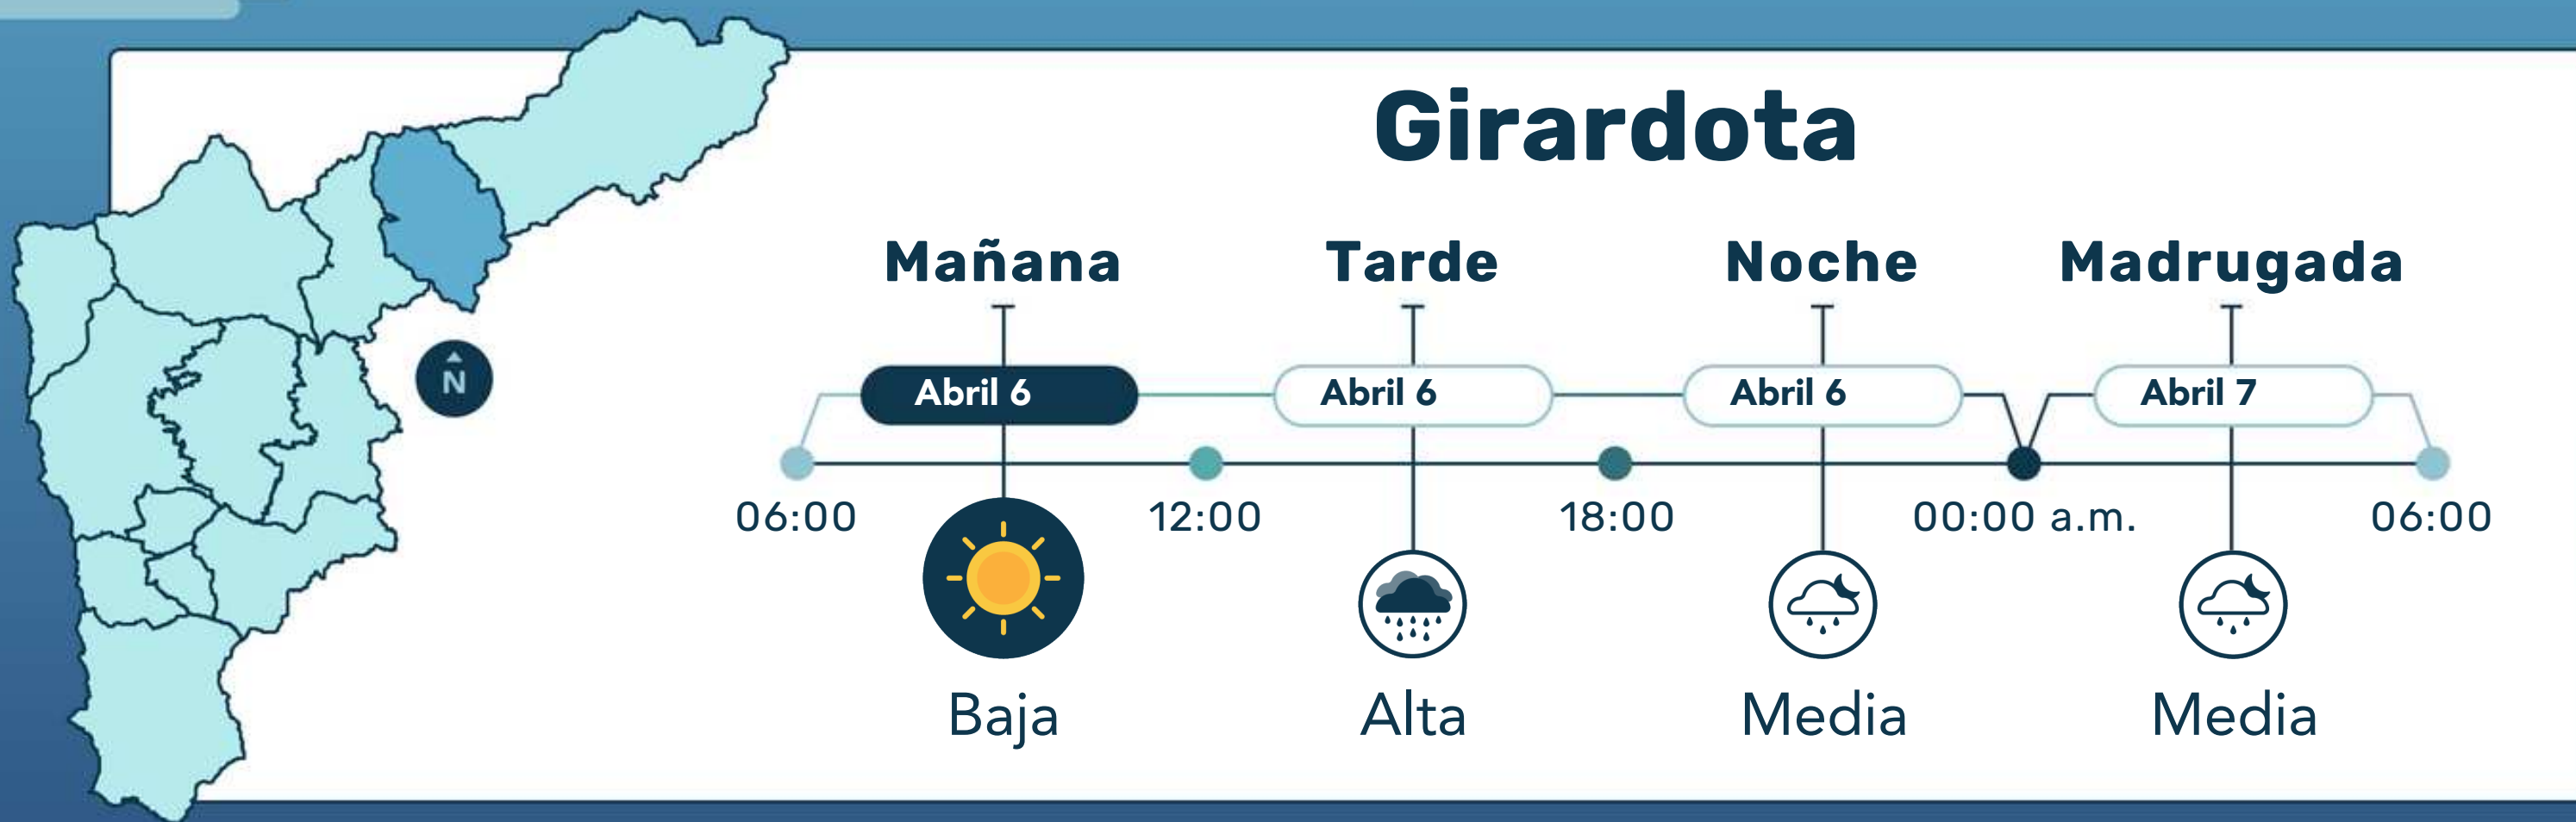 Girardota
Mañana Tarde Noche Madrugada
Abril 6 Abril 6 Abril 6 Abril 7
N
06:00 12:00 18:00 00:00 a.m. 06:00
Baja Alta Media Media